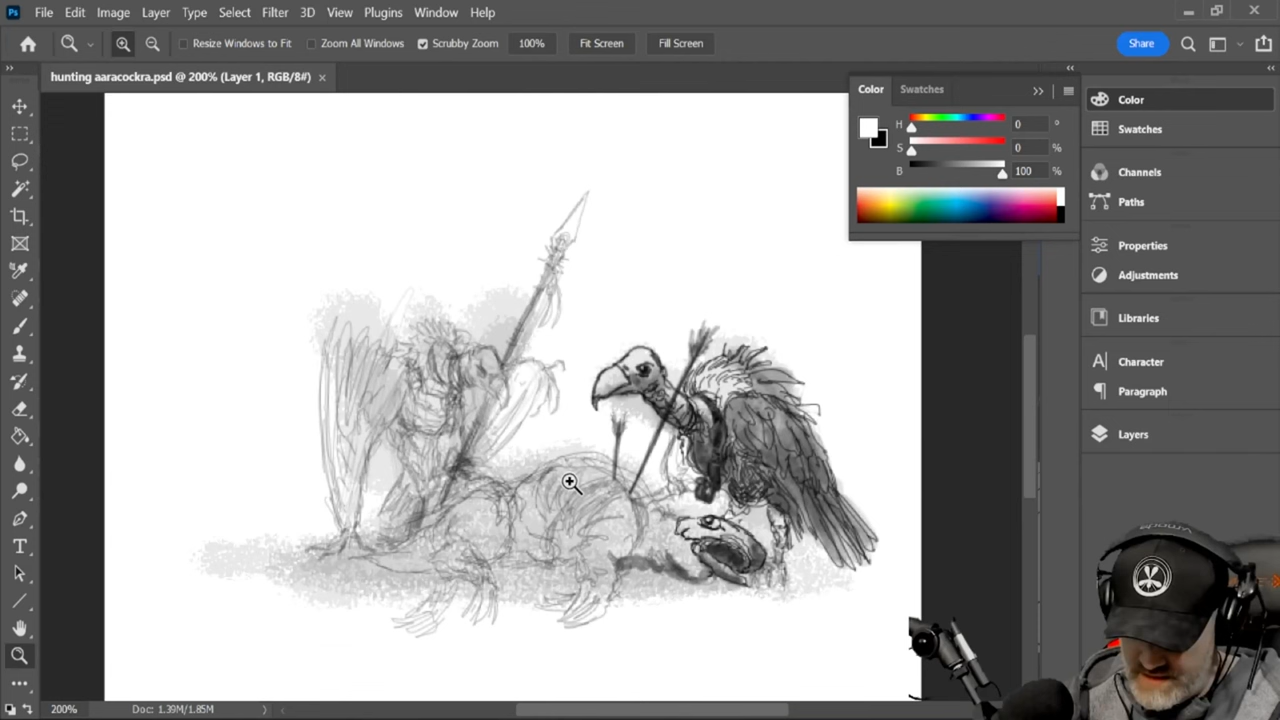 Ps File Edit Image Layer Type Select Filter 3D View Plugins Window Help
Resize Windows to Fit Zoom All Windows Scrubby Zoom 100% Fit Screen Fill Screen Share
hunting aaracockra.psd @ 200% (Layer 1, RGB/8#) ×
Color Swatches
H 0 °
S 0 %
B 100 %
Color
Swatches
Channels
Paths
Properties
Adjustments
Libraries
Character
Paragraph
Layers
200% Doc: 1.39M/1.85M